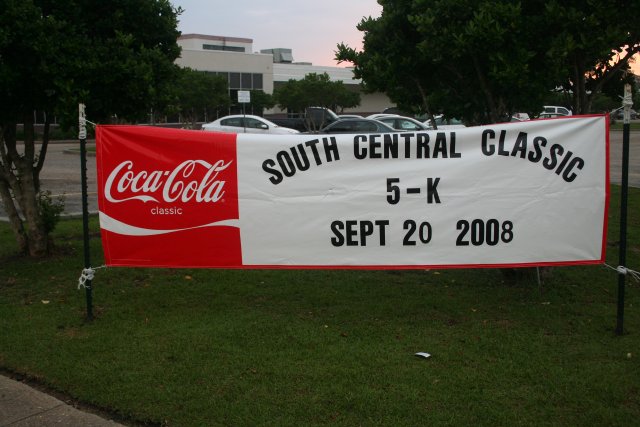 Coca-Cola
classic
SOUTH CENTRAL CLASSIC
5-K
SEPT 20 2008